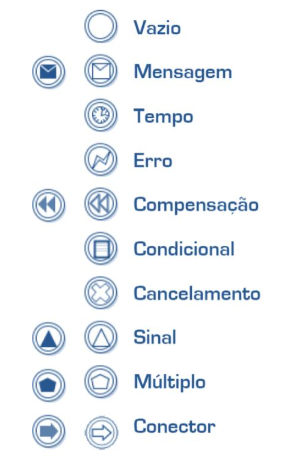 Vazio
Mensagem
Tempo
Erro
Compensação
Condicional
Cancelamento
Sinal
Múltiplo
Conector